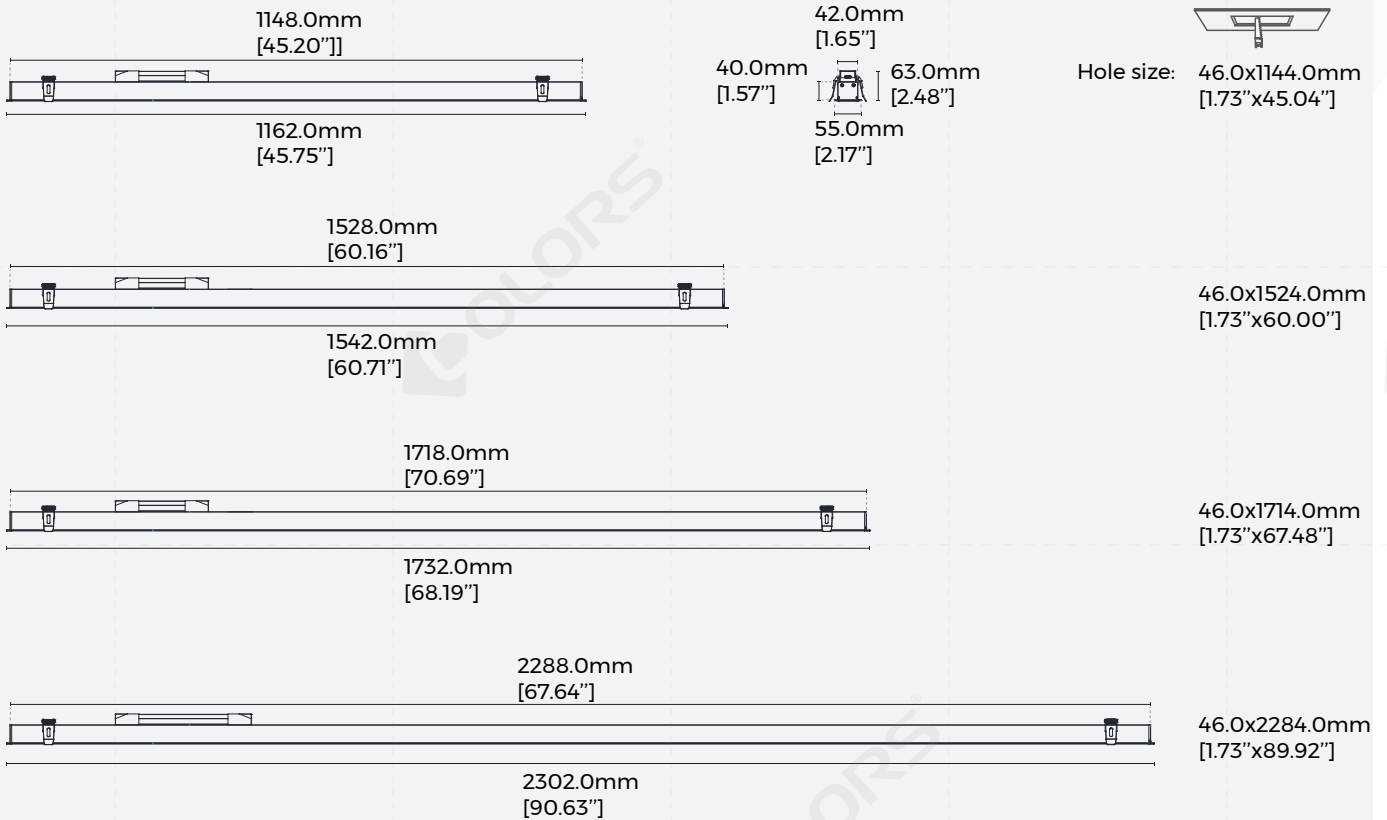 1148.0mm
[45.20”]]
1162.0mm
[45.75”]
42.0mm
[1.65”]
40.0mm
[1.57”]
63.0mm
[2.48”]
55.0mm
[2.17”]
Hole size:
46.0x1144.0mm
[1.73”x45.04”]
1528.0mm
[60.16”]
1542.0mm
[60.71”]
46.0x1524.0mm
[1.73”x60.00”]
1718.0mm
[70.69”]
1732.0mm
[68.19”]
46.0x1714.0mm
[1.73”x67.48”]
2288.0mm
[67.64”]
2302.0mm
[90.63”]
46.0x2284.0mm
[1.73”x89.92”]
OLORS®
ORS®